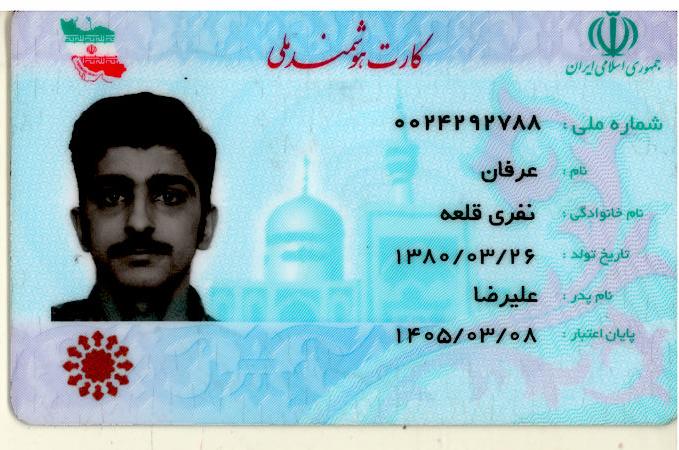 کارت هوشمند ملی
جمهوری اسلامی ایران
شماره ملی : ۰۰۲۴۲۹۲۷۸۸
نام : عرفان
نام خانوادگی : نفری قلعه
تاریخ تولد : ۱۳۸۰/۰۳/۲۶
نام پدر : علیرضا
پایان اعتبار : ۱۴۰۵/۰۳/۰۸